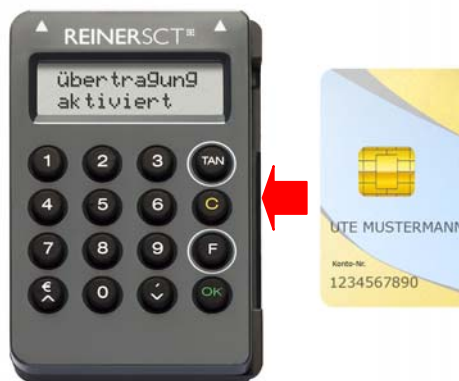 REINERSCT
übertragung
aktiviert
1 2 3 TAN
4 5 6 C
7 8 9 F
€ 0 OK
UTE MUSTERMANN
Konto-Nr.
1234567890